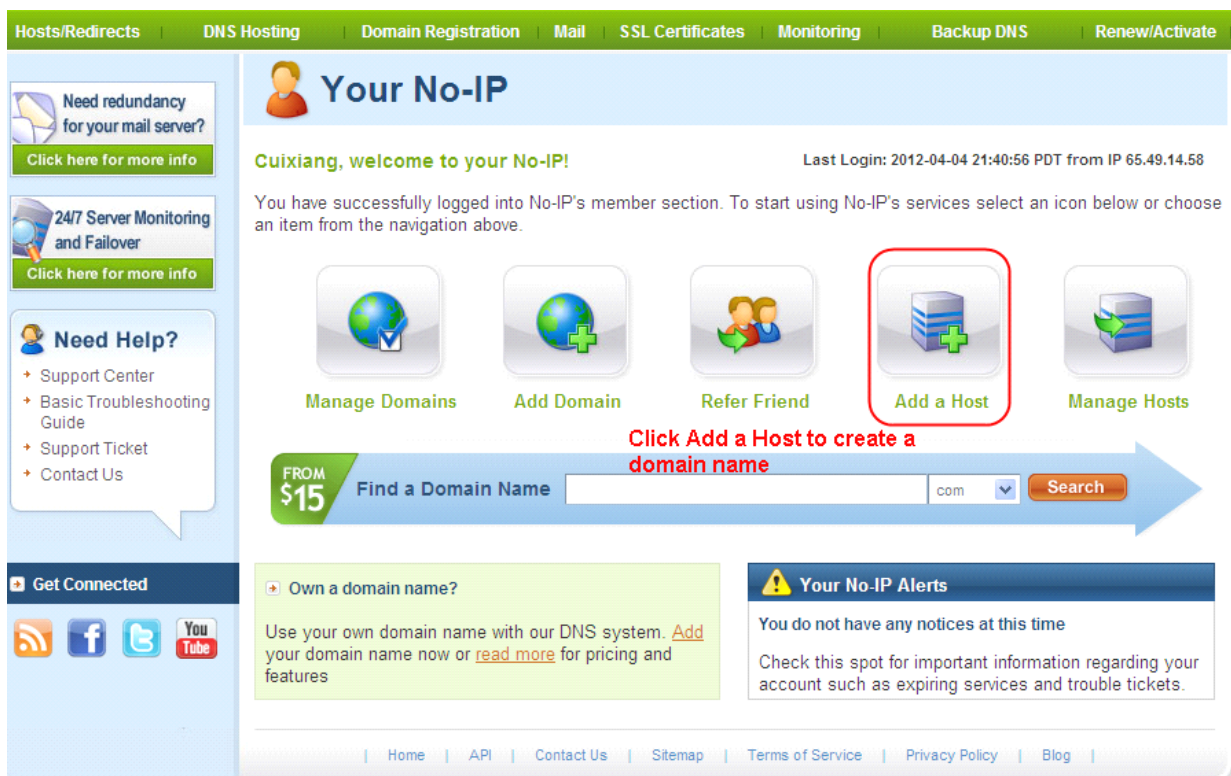 Hosts/Redirects | DNS Hosting | Domain Registration | Mail | SSL Certificates | Monitoring | Backup DNS | Renew/Activate
Need redundancy
for your mail server?
Click here for more info
24/7 Server Monitoring
and Failover
Click here for more info
Need Help?
Support Center
Basic Troubleshooting
Guide
Support Ticket
Contact Us
Get Connected
You
Tube
Your No-IP
Cuixiang, welcome to your No-IP!
Last Login: 2012-04-04 21:40:56 PDT from IP 65.49.14.58
You have successfully logged into No-IP's member section. To start using No-IP's services select an icon below or choose
an item from the navigation above.
Manage Domains
Add Domain
Refer Friend
Add a Host
Manage Hosts
Click Add a Host to create a
domain name
FROM
$15
Find a Domain Name
com
Search
Own a domain name?
Use your own domain name with our DNS system. Add
your domain name now or read more for pricing and
features
Your No-IP Alerts
You do not have any notices at this time
Check this spot for important information regarding your
account such as expiring services and trouble tickets.
| Home | API | Contact Us | Sitemap | Terms of Service | Privacy Policy | Blog |